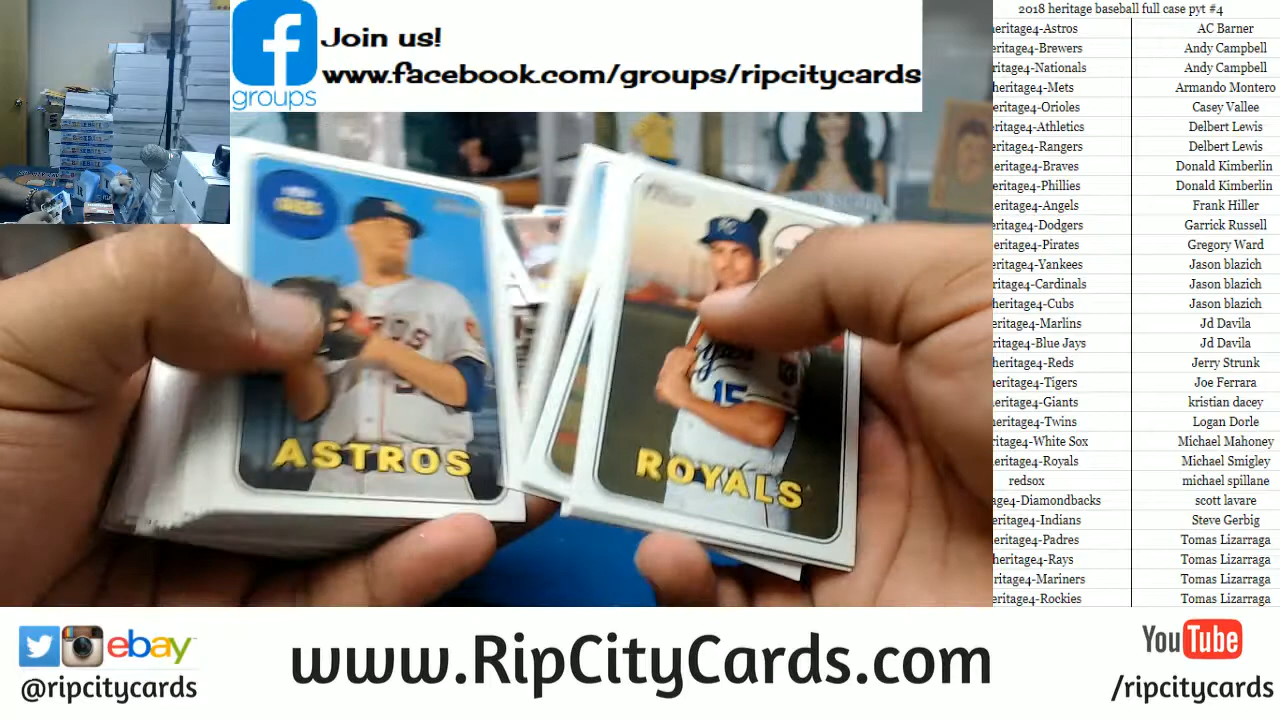 Join us!
www.facebook.com/groups/ripcitycards
groups
2018 heritage baseball full case pyt #4
eritage4-Astros AC Barner
eritage4-Brewers Andy Campbell
ritage4-Nationals Andy Campbell
heritage4-Mets Armando Montero
eritage4-Orioles Casey Vallee
eritage4-Athletics Delbert Lewis
eritage4-Rangers Delbert Lewis
eritage4-Braves Donald Kimberlin
eritage4-Phillies Donald Kimberlin
eritage4-Angels Frank Hiller
eritage4-Dodgers Garrick Russell
eritage4-Pirates Gregory Ward
eritage4-Yankees Jason blazich
eritage4-Cardinals Jason blazich
heritage4-Cubs Jason blazich
eritage4-Marlins Jd Davila
eritage4-Blue Jays Jd Davila
heritage4-Reds Jerry Strunk
eritage4-Tigers Joe Ferrara
eritage4-Giants kristian dacey
eritage4-Twins Logan Dorle
ritage4-White Sox Michael Mahoney
eritage4-Royals Michael Smigley
redsox michael spillane
age4-Diamondbacks scott lavare
eritage4-Indians Steve Gerbig
eritage4-Padres Tomas Lizarraga
heritage4-Rays Tomas Lizarraga
ritage4-Mariners Tomas Lizarraga
eritage4-Rockies Tomas Lizarraga
ASTROS
KC
Royals
15
ROYALS
ebay
@ripcitycards
www.RipCityCards.com
YouTube
/ripcitycards